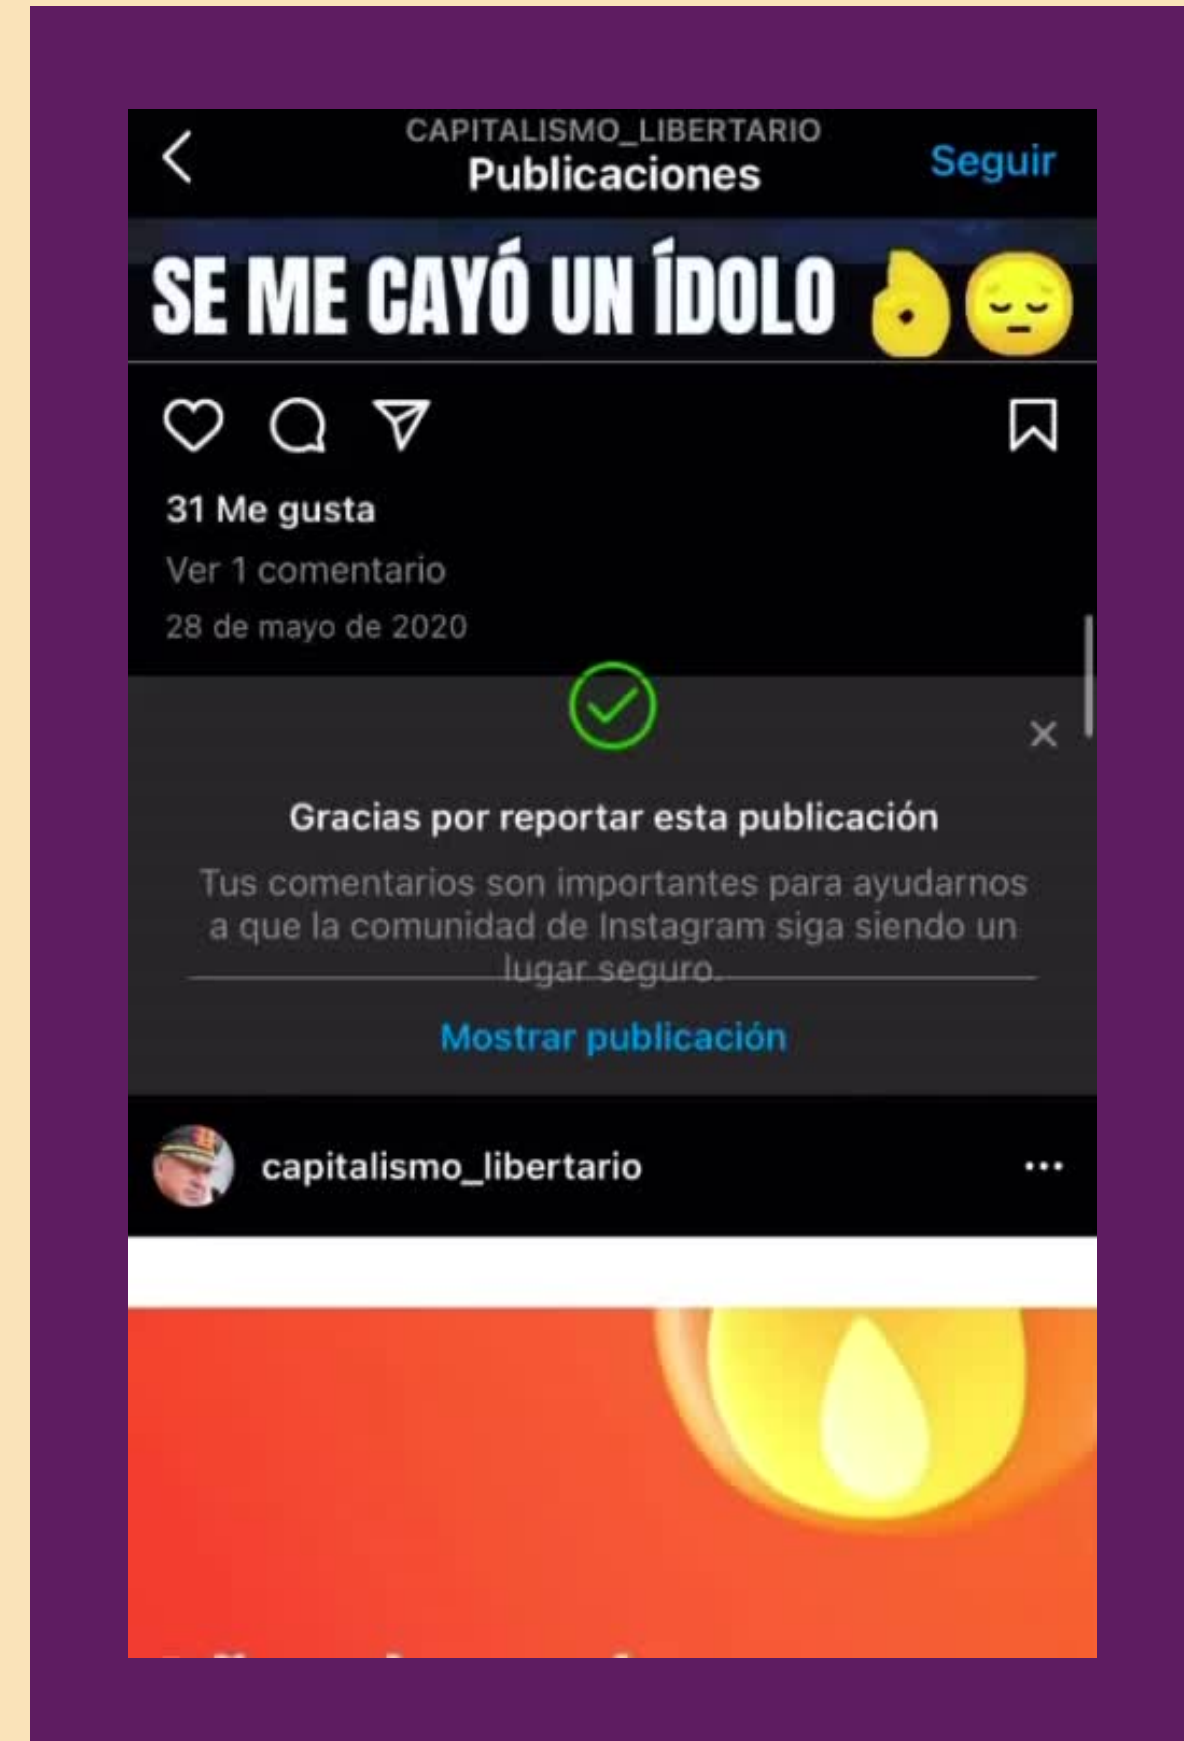 CAPITALISMO_LIBERTARIO
Publicaciones
Seguir
SE ME CAYÓ UN ÍDOLO
31 Me gusta
Ver 1 comentario
28 de mayo de 2020
Gracias por reportar esta publicación
Tus comentarios son importantes para ayudarnos
a que la comunidad de Instagram siga siendo un
lugar seguro.
Mostrar publicación
capitalismo_libertario